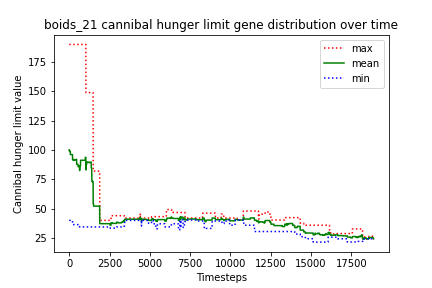 boids_21 cannibal hunger limit gene distribution over time
max
mean
min
Cannibal hunger limit value
175
150
125
100
75
50
25
0
2500
5000
7500
10000
12500
15000
17500
Timesteps